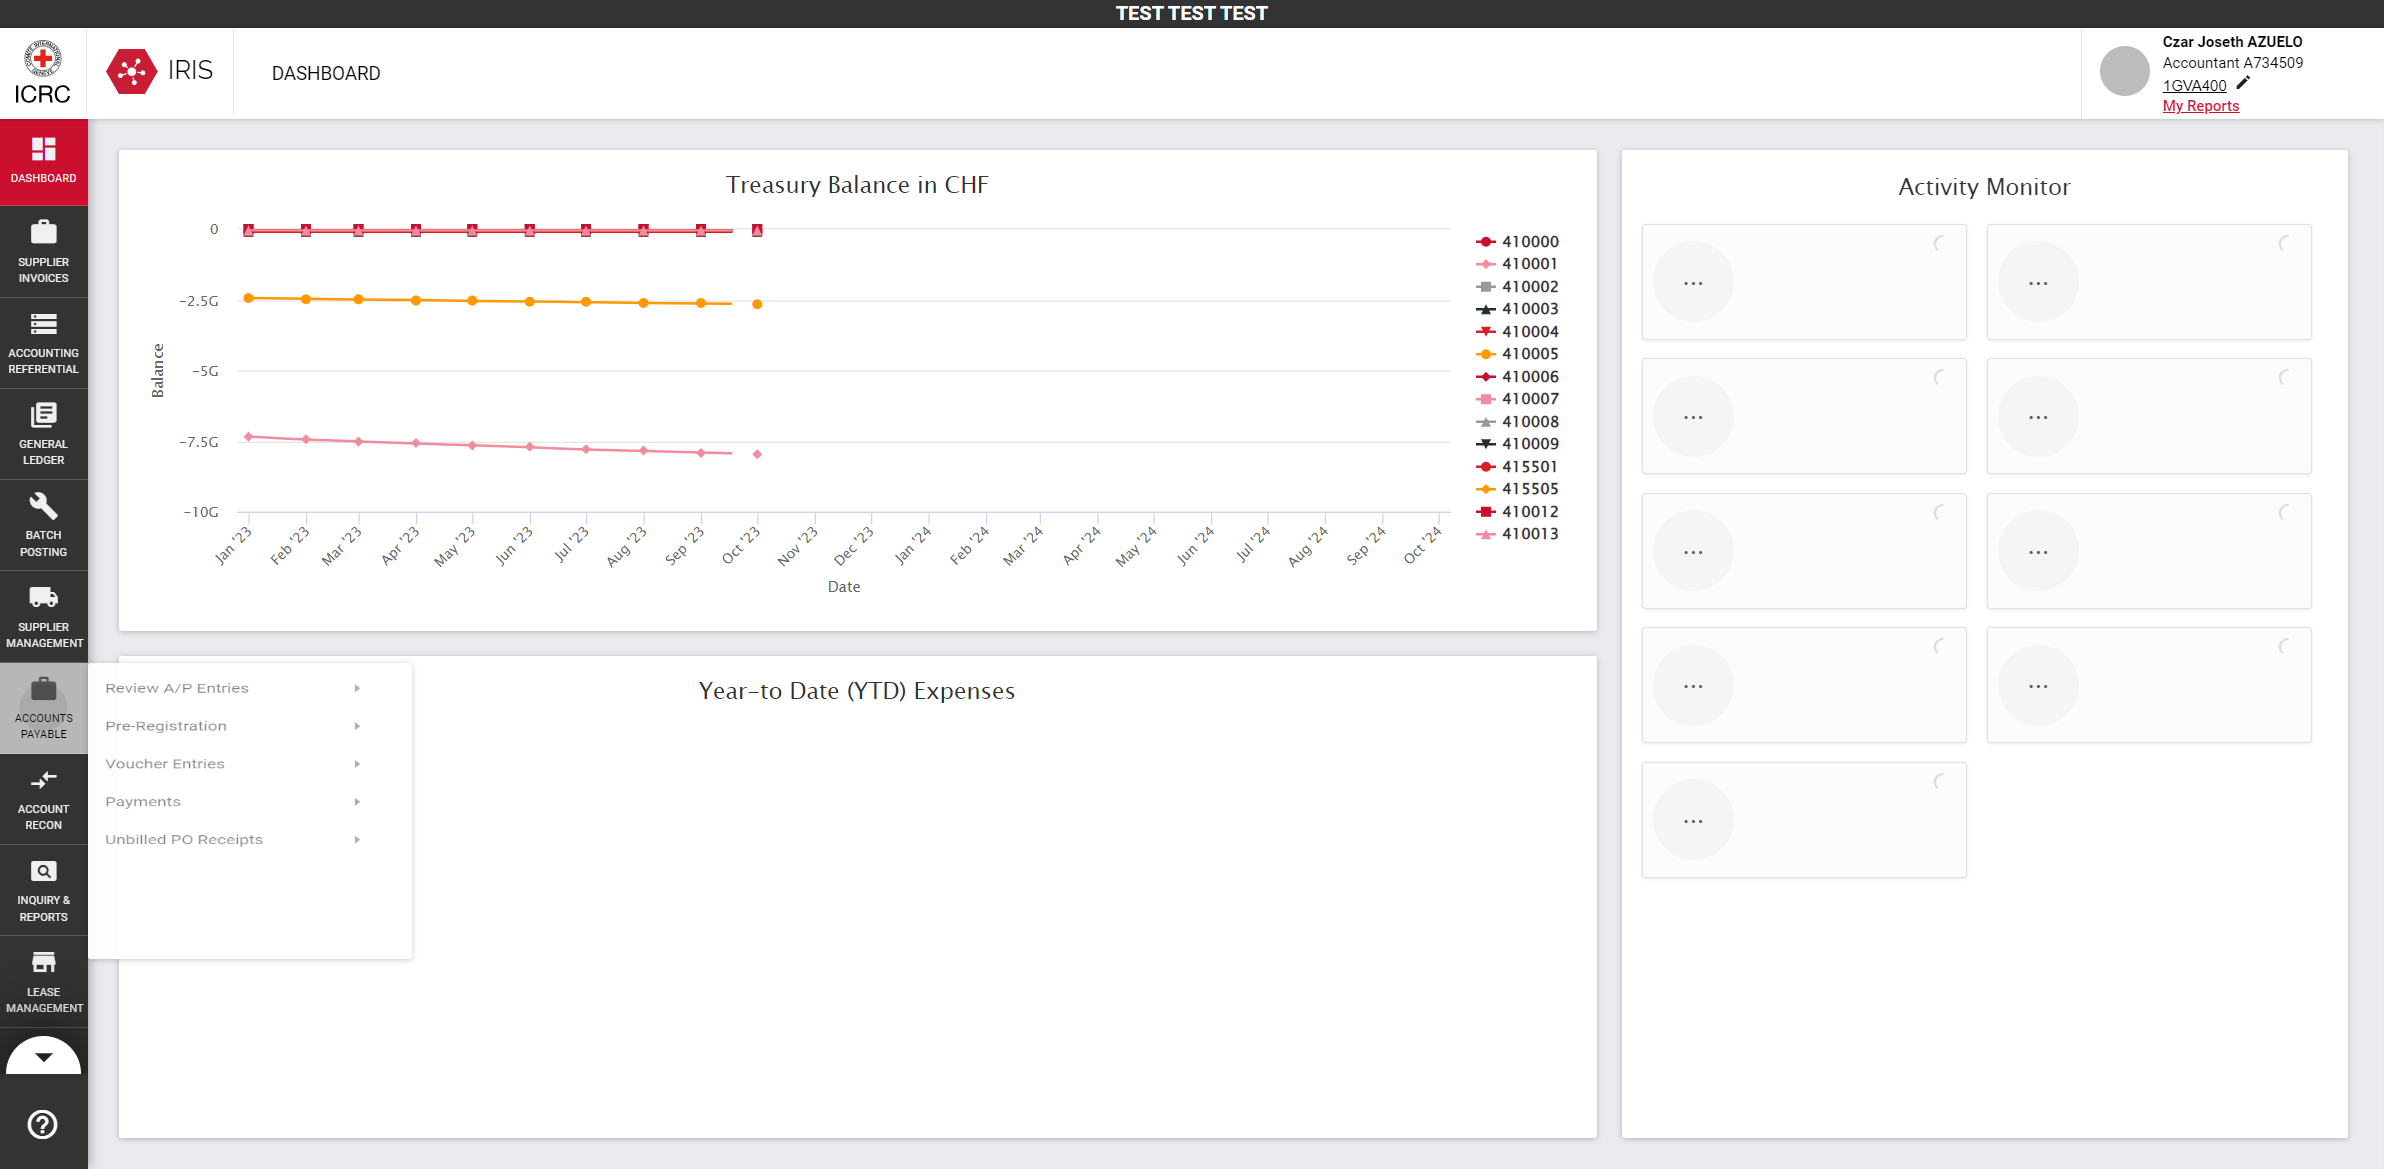 TEST TEST TEST
ICRC
IRIS
DASHBOARD
Czar Joseth AZUELO
Accountant A734509
1GVA400
My Reports
DASHBOARD
SUPPLIER
INVOICES
ACCOUNTING
REFERENTIAL
GENERAL
LEDGER
BATCH
POSTING
SUPPLIER
MANAGEMENT
ACCOUNTS
PAYABLE
ACCOUNT
RECON
INQUIRY &
REPORTS
LEASE
MANAGEMENT
Review A/P Entries
Pre-Registration
Voucher Entries
Payments
Unbilled PO Receipts
Treasury Balance in CHF
Balance
0
−2.5G
−5G
−7.5G
−10G
Jan '23
Feb '23
Mar '23
Apr '23
May '23
Jun '23
Jul '23
Aug '23
Sep '23
Oct '23
Nov '23
Dec '23
Jan '24
Feb '24
Mar '24
Apr '24
May '24
Jun '24
Jul '24
Aug '24
Sep '24
Oct '24
Date
410000
410001
410002
410003
410004
410005
410006
410007
410008
410009
415501
415505
410012
410013
Year-to Date (YTD) Expenses
Activity Monitor
...
...
...
...
...
...
...
...
...